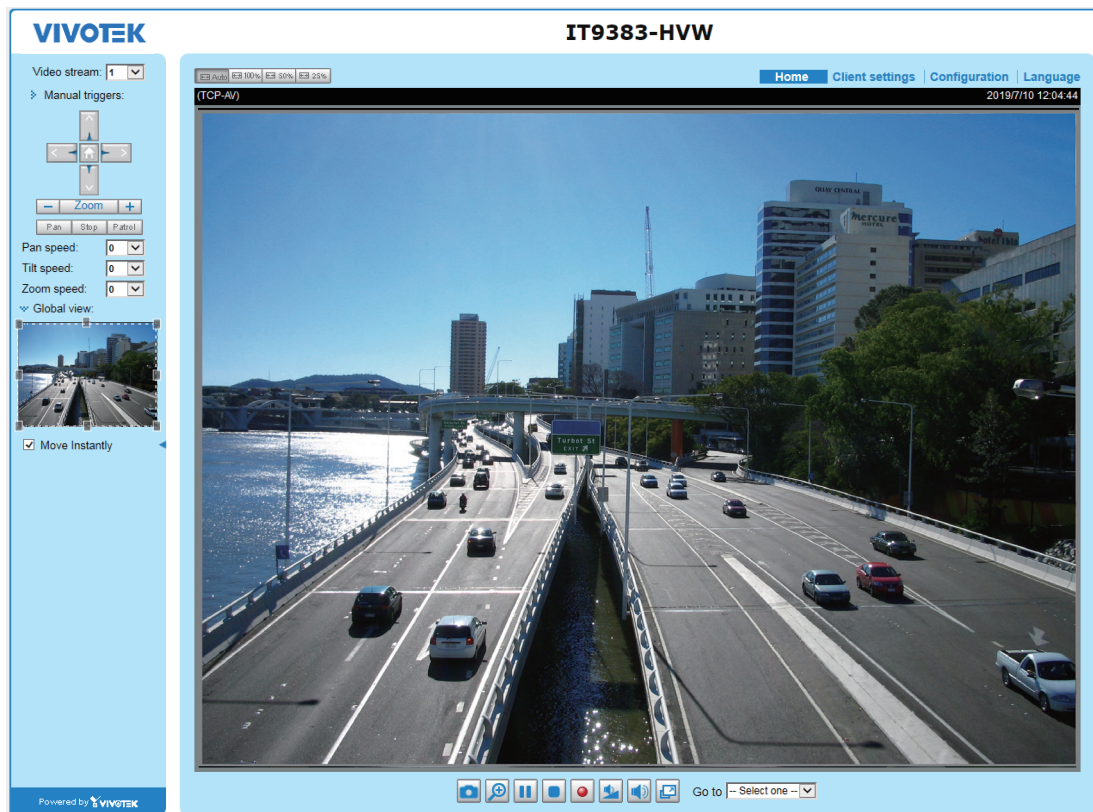 VIVOTEK
IT9383-HVW
Video stream: 1
Manual triggers:
Zoom
Pan Stop Patrol
Pan speed: 0
Tilt speed: 0
Zoom speed: 0
Global view:
Move Instantly
Powered by VIVOTEK
Auto 100% 50% 25%
Home Client settings Configuration Language
(TCP-AV) 2019/7/10 12:04:44
QUAY CENTRAL
Mercure
HOTEL
Turbot St
EXIT
Go to -- Select one --